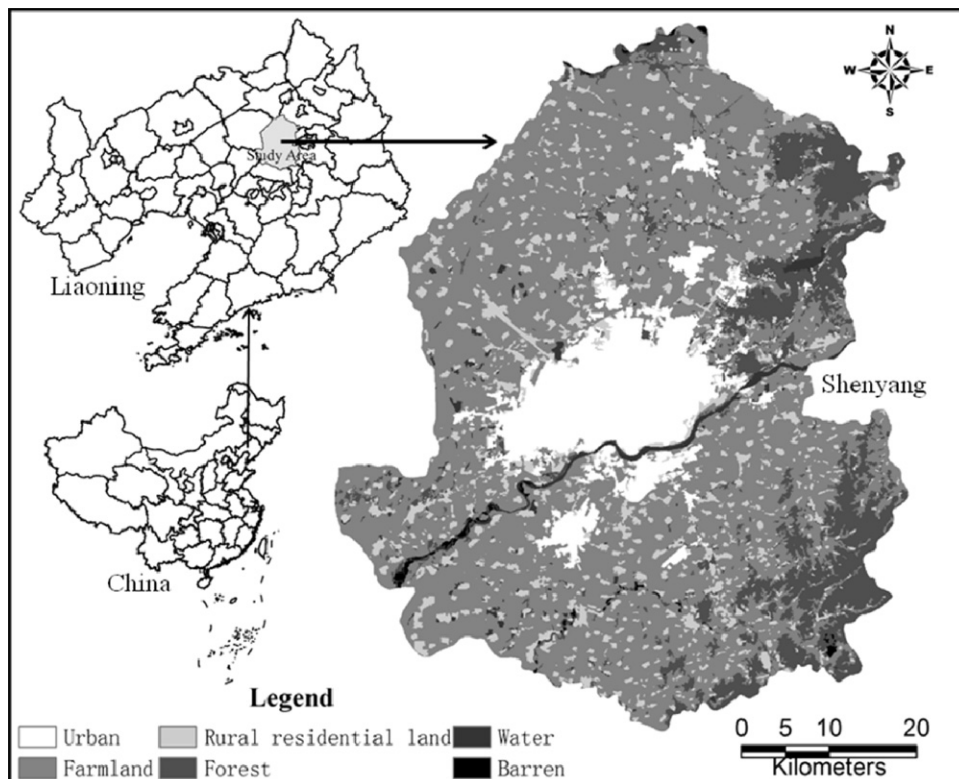 N
W E
S
Study Area
Liaoning
Shenyang
China
Legend
Urban Rural residential land Water
Farmland Forest Barren
0 5 10 20
Kilometers